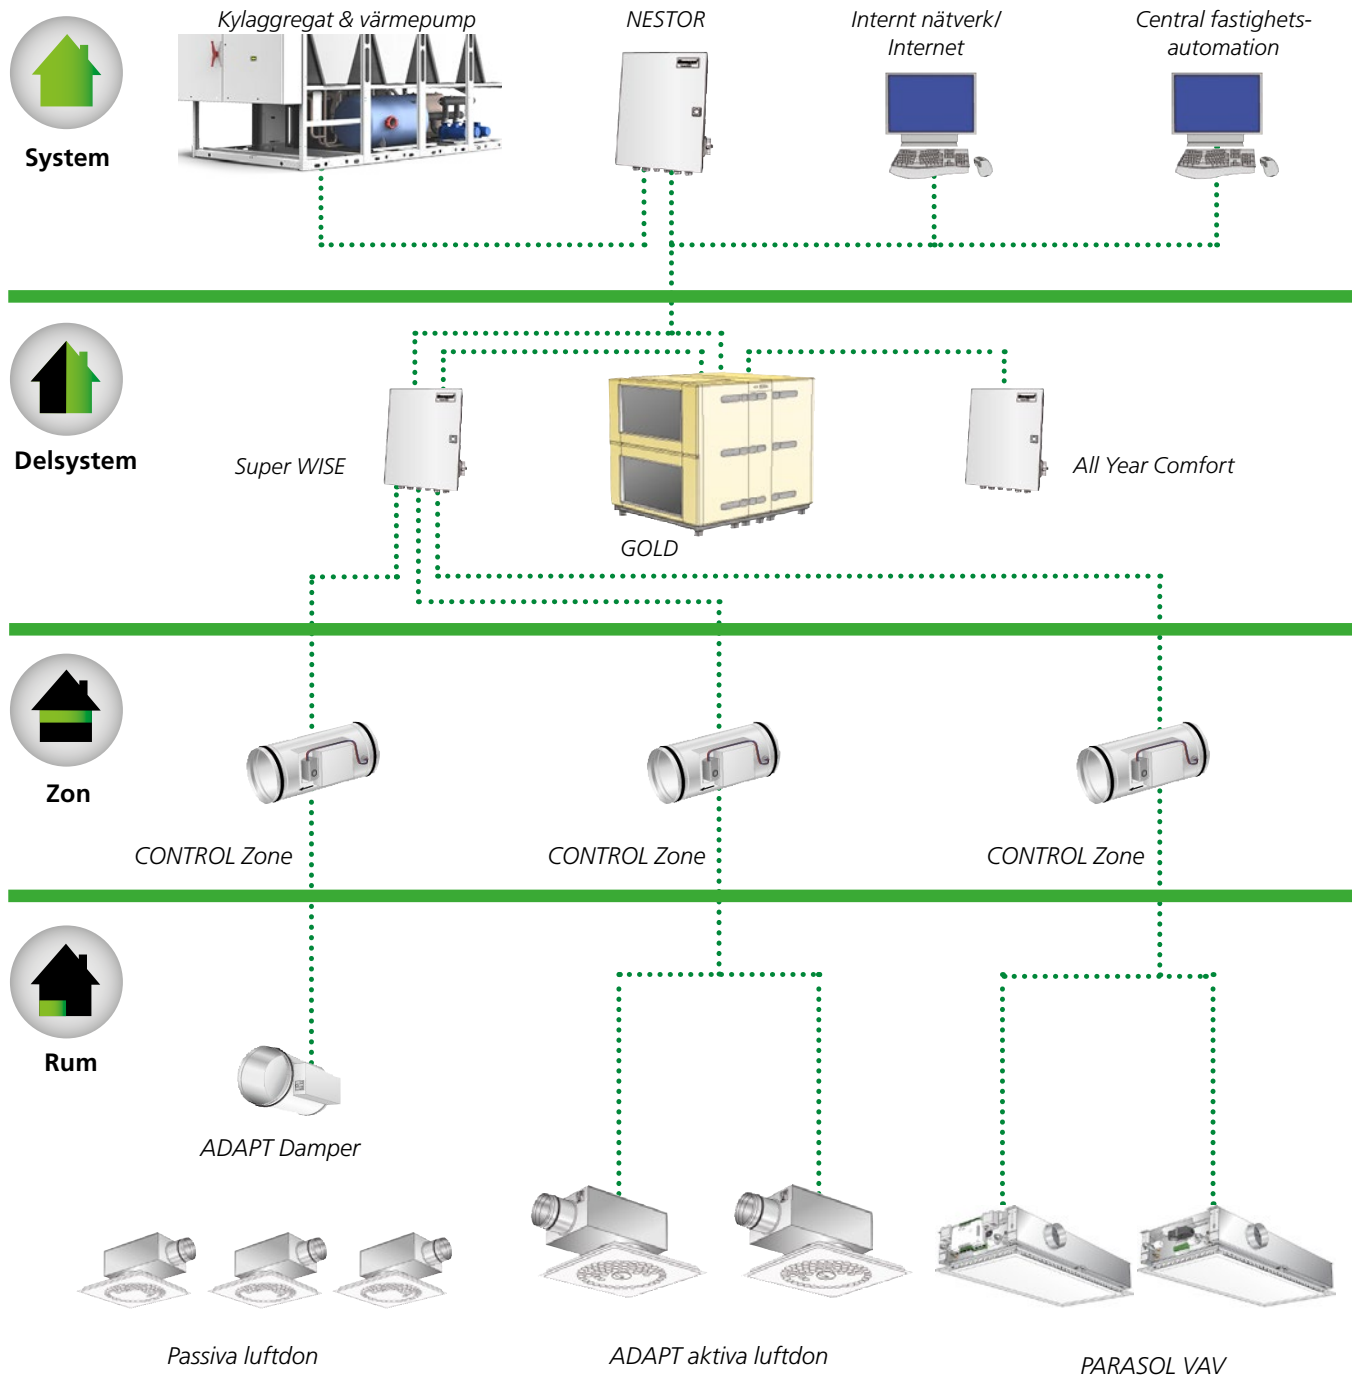 Kylaggregat & värmepump
NESTOR
Internt nätverk/
Internet
Central fastighets-
automation
System
Delsystem
Super WISE
GOLD
All Year Comfort
Zon
CONTROL Zone
CONTROL Zone
CONTROL Zone
Rum
ADAPT Damper
Passiva luftdon
ADAPT aktiva luftdon
PARASOL VAV